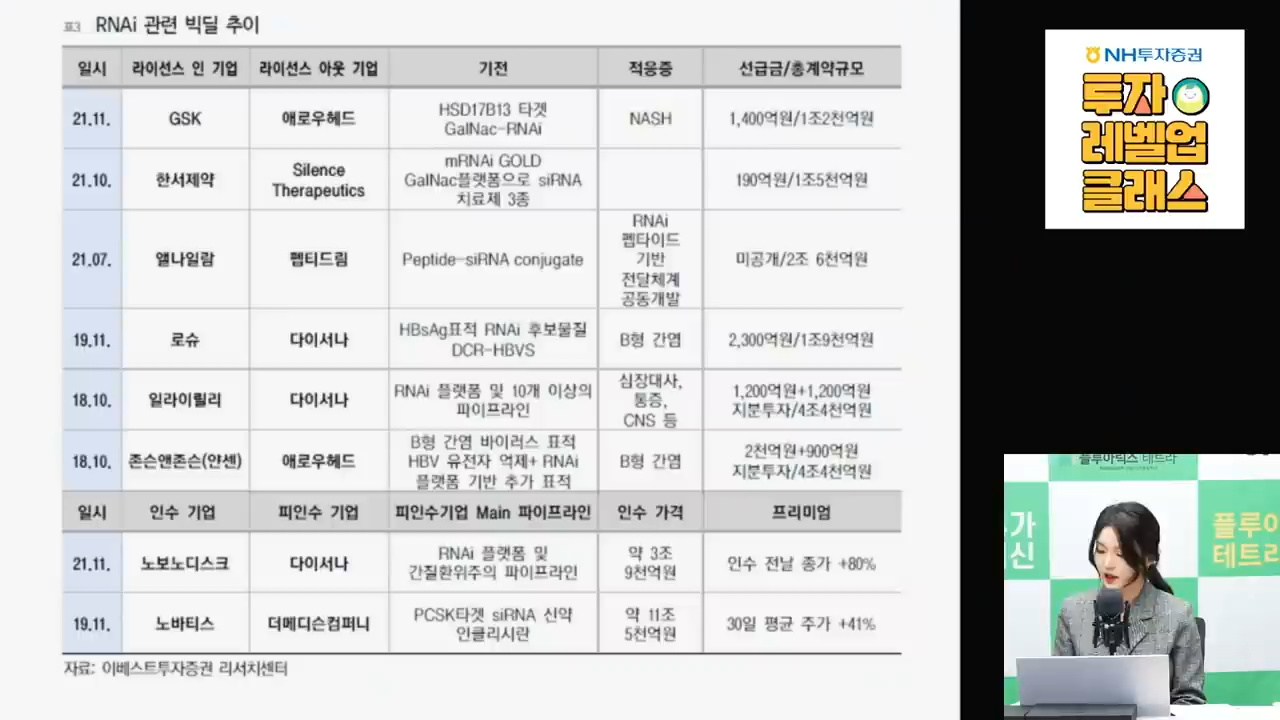 표3 RNAi 관련 빅딜 추이
일시 라이선스 인 기업 라이선스 아웃 기업 기전 적응증 선급금/총계약규모
21.11. GSK 애로우헤드 HSD17B13 타겟 GalNac-RNAi NASH 1,400억원/1조2천억원
21.10. 한서제약 Silence Therapeutics mRNAi GOLD GalNac플랫폼으로 siRNA 치료제 3종 190억원/1조5천억원
21.07. 앨나일람 펩티드림 Peptide-siRNA conjugate RNAi 펩타이드 기반 전달체계 공동개발 미공개/2조 6천억원
19.11. 로슈 다이서나 HBsAg표적 RNAi 후보물질 DCR-HBVS B형 간염 2,300억원/1조9천억원
18.10. 일라이릴리 다이서나 RNAi 플랫폼 및 10개 이상의 파이프라인 심장대사, 통증, CNS 등 1,200억원+1,200억원 지분투자/4조4천억원
18.10. 존슨앤존슨(얀센) 애로우헤드 B형 간염 바이러스 표적 HBV 유전자 억제+ RNAi 플랫폼 기반 추가 표적 B형 간염 2천억원+900억원 지분투자/4조4천억원
일시 인수 기업 피인수 기업 피인수기업 Main 파이프라인 인수 가격 프리미엄
21.11. 노보노디스크 다이서나 RNAi 플랫폼 및 간질환위주의 파이프라인 약 3조 9천억원 인수 전날 종가 +80%
19.11. 노바티스 더메디슨컴퍼니 PCSK타겟 siRNA 신약 인클리시란 약 11조 5천억원 30일 평균 주가 +41%
자료: 이베스트투자증권 리서치센터
NH투자증권
투자
레벨업
클래스
플루아틱스 테트라
가
신
플루아
테트라